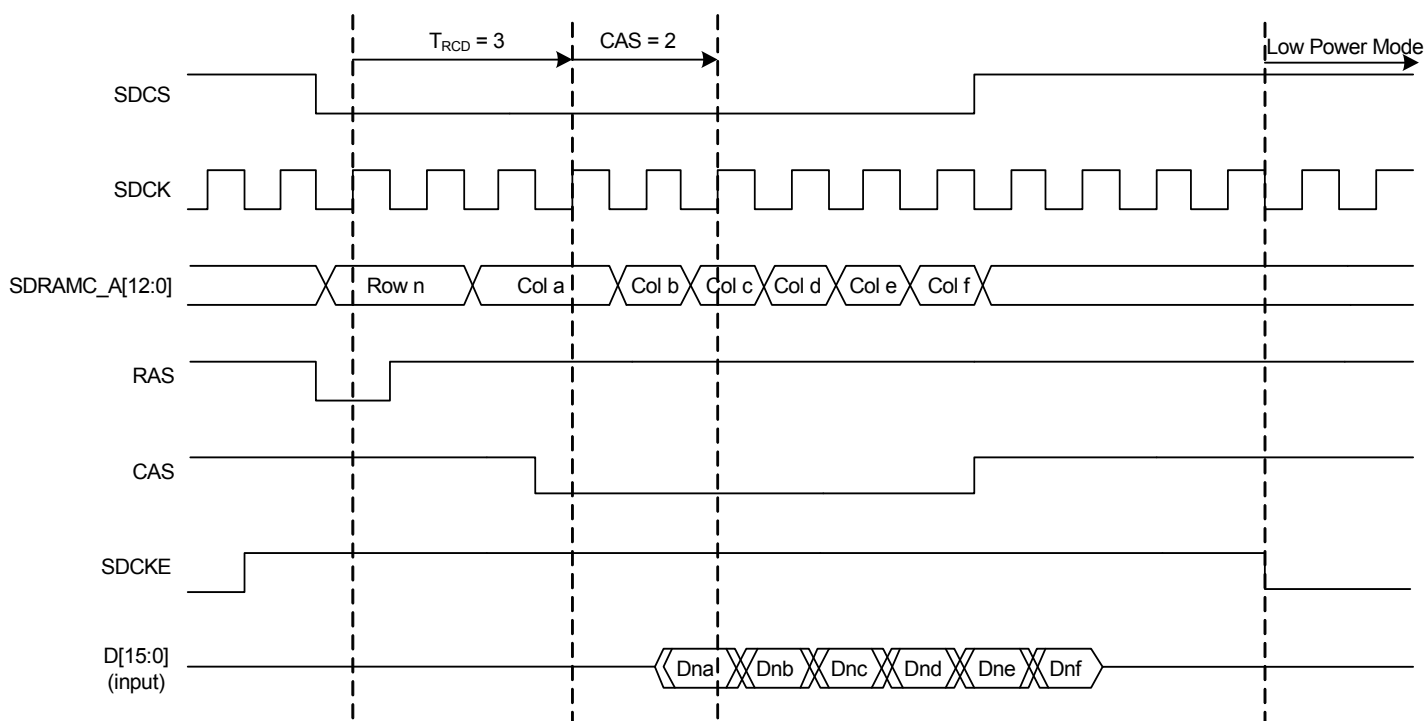 T_RCD = 3
CAS = 2
Low Power Mode
SDCS
SDCK
SDRAMC_A[12:0]
Row n
Col a
Col b
Col c
Col d
Col e
Col f
RAS
CAS
SDCKE
D[15:0]
(input)
Dna
Dnb
Dnc
Dnd
Dne
Dnf